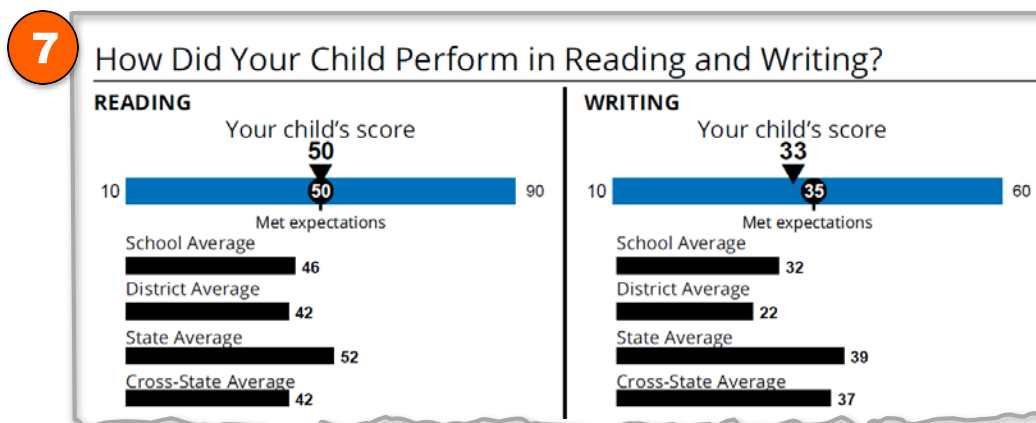 7
How Did Your Child Perform in Reading and Writing?
READING
Your child's score
50
10 50 90
Met expectations
School Average
46
District Average
42
State Average
52
Cross-State Average
42
WRITING
Your child's score
33
10 35 60
Met expectations
School Average
32
District Average
22
State Average
39
Cross-State Average
37